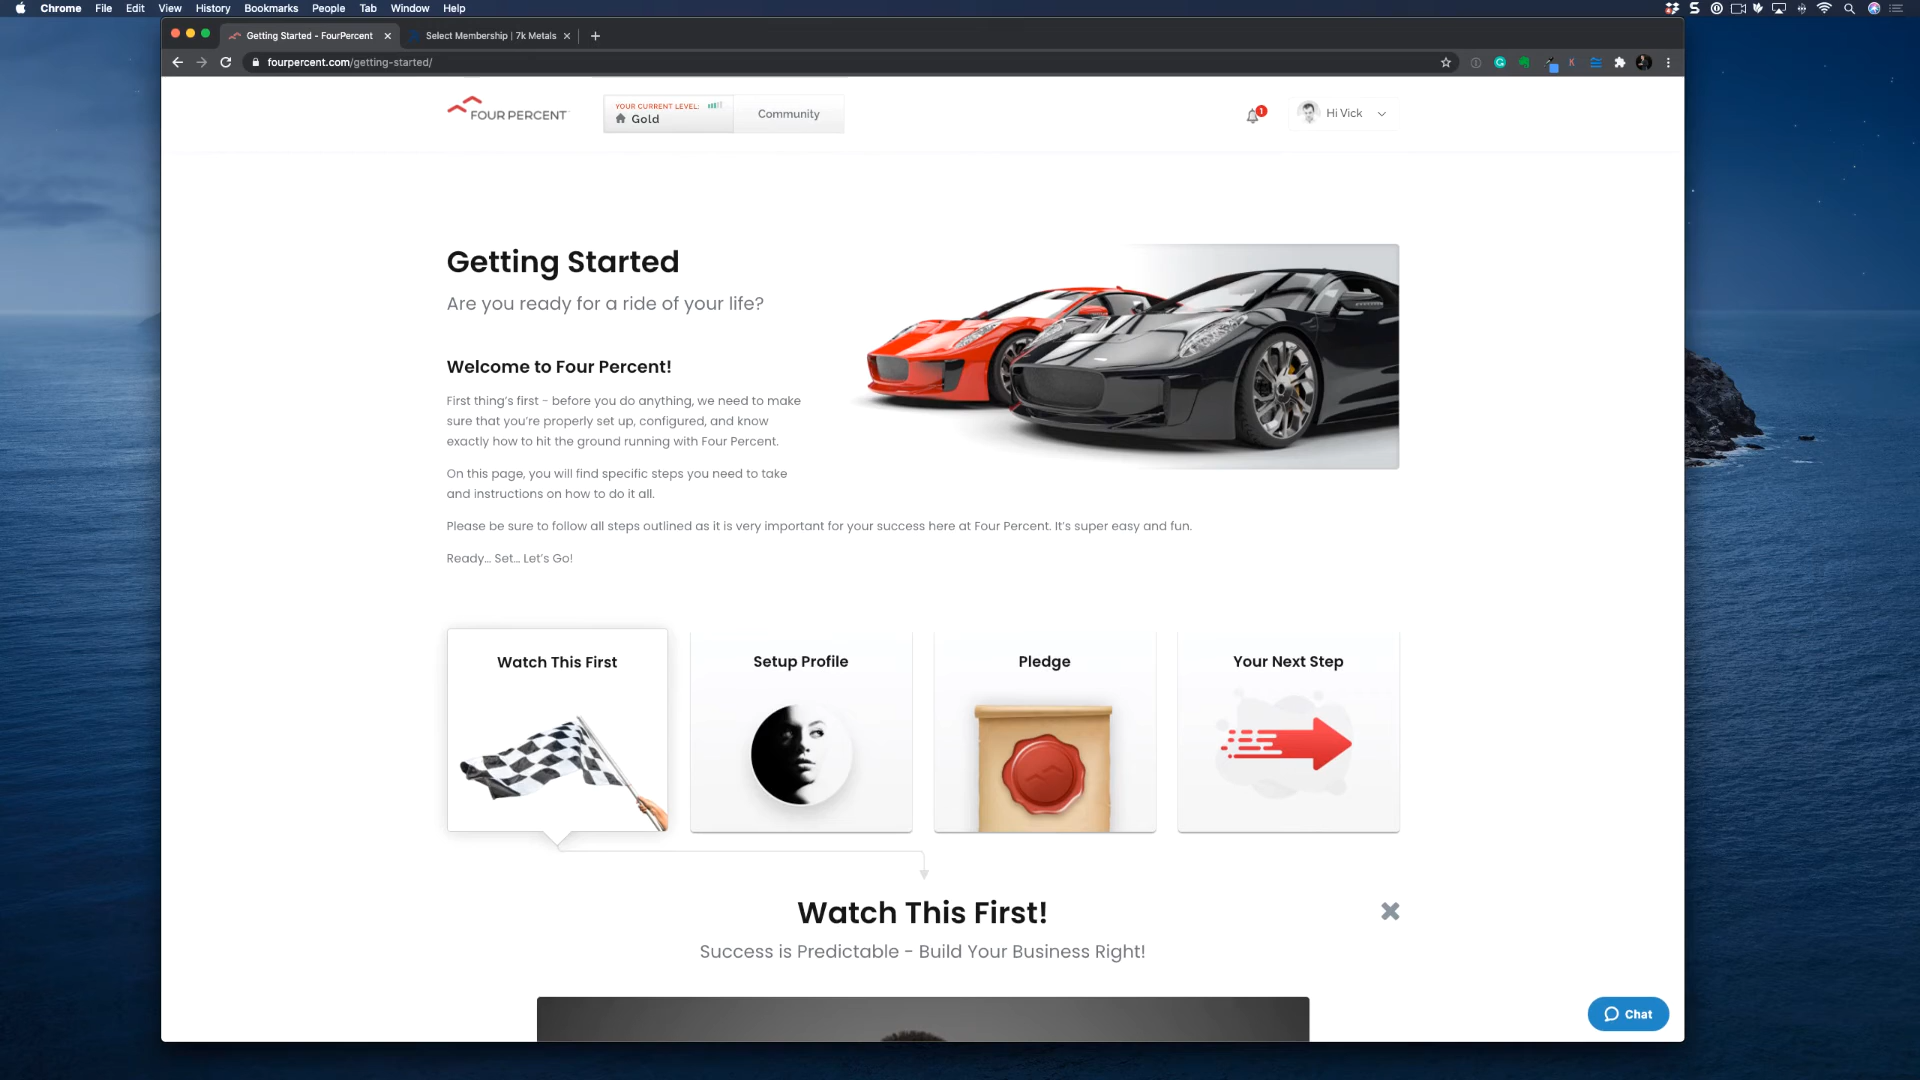 Chrome File Edit View History Bookmarks People Tab Window Help
Getting Started - FourPercent
Select Membership | 7k Metals
fourpercent.com/getting-started/
FOUR PERCENT
YOUR CURRENT LEVEL:
Gold
Community
1
Hi Vick
Getting Started
Are you ready for a ride of your life?
Welcome to Four Percent!
First thing's first - before you do anything, we need to make
sure that you're properly set up, configured, and know
exactly how to hit the ground running with Four Percent.
On this page, you will find specific steps you need to take
and instructions on how to do it all.
Please be sure to follow all steps outlined as it is very important for your success here at Four Percent. It's super easy and fun.
Ready... Set... Let's Go!
Watch This First
Setup Profile
Pledge
Your Next Step
Watch This First!
Success is Predictable - Build Your Business Right!
Chat